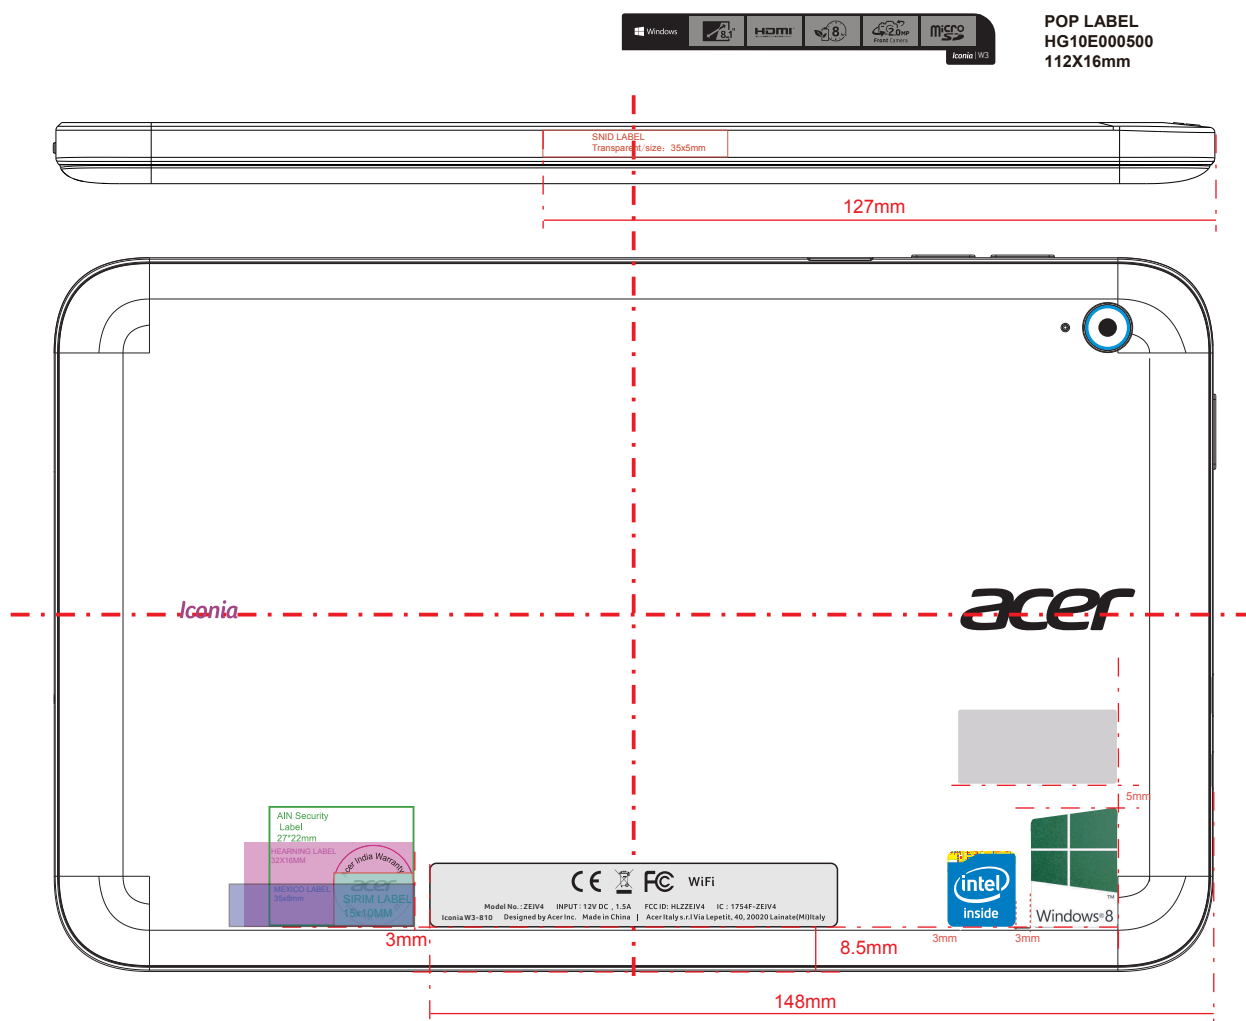 Windows
8.1"
HDMI
8
2.0MP
Front Camera
micro
SD
Iconia | W3
POP LABEL
HG10E000500
112X16mm
SNID LABEL
Transparent/size: 35x5mm
127mm
Iconia
acer
5mm
AIN Security
Label
27*22mm
HEARNING LABEL
32X16MM
acer India Warranty
acer
MEXICO LABEL
35x8mm
SIRIM LABEL
15x10MM
CE FC WiFi
Model No. : ZEIV4 INPUT : 12V DC , 1.5A FCC ID: HLZZEIV4 IC : 1754F-ZEIV4
Iconia W3-810 Designed by Acer Inc. Made in China | Acer Italy s.r.l Via Lepetit, 40, 20020 Lainate(MI)Italy
intel
inside
TM
Windows 8
3mm
8.5mm
3mm
3mm
148mm